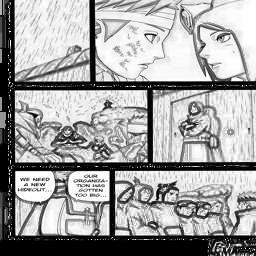 WE NEED
A NEW
HIDEOUT...
OUR
ORGANIZA-
TION HAS
GOTTEN
TOO BIG...